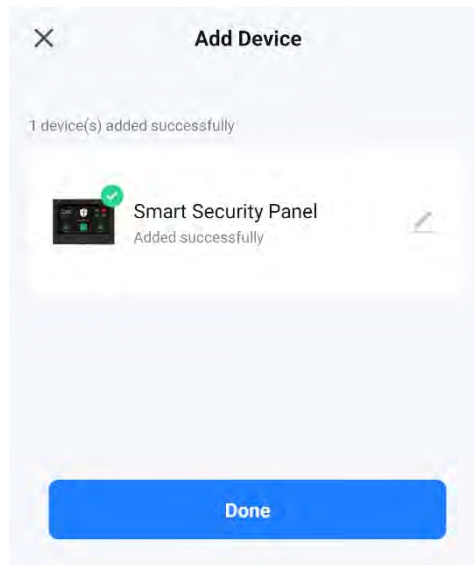 Add Device
1 device(s) added successfully
Smart Security Panel
Added successfully
Done